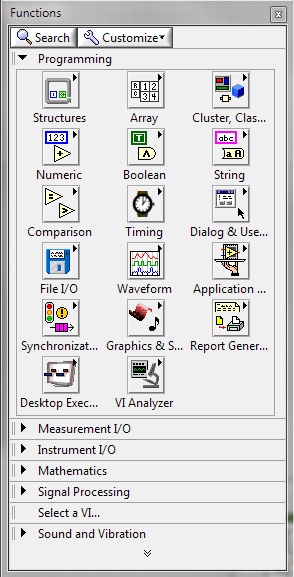 Functions
Search Customize
Programming
Structures Array Cluster, Clas...
Numeric Boolean String
Comparison Timing Dialog & Use...
File I/O Waveform Application ...
Synchronizat... Graphics & S... Report Gener...
Desktop Exec... VI Analyzer
Measurement I/O
Instrument I/O
Mathematics
Signal Processing
Select a VI...
Sound and Vibration